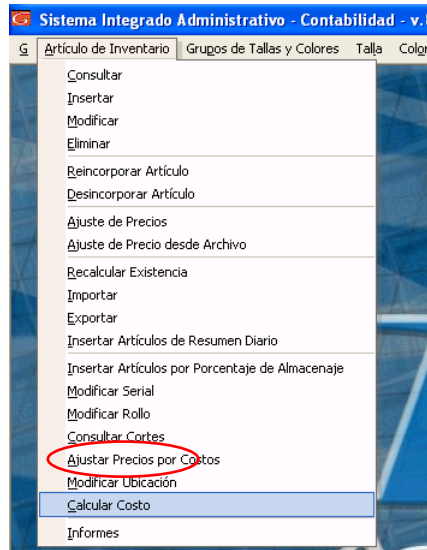 G Sistema Integrado Administrativo - Contabilidad - v.
G Artículo de Inventario Grupos de Tallas y Colores Talla Color
Consultar
Insertar
Modificar
Eliminar
Reincorporar Artículo
Desincorporar Artículo
Ajuste de Precios
Ajuste de Precio desde Archivo
Recalcular Existencia
Importar
Exportar
Insertar Artículos de Resumen Diario
Insertar Artículos por Porcentaje de Almacenaje
Modificar Serial
Modificar Rollo
Consultar Cortes
Ajustar Precios por Costos
Modificar Ubicación
Calcular Costo
Informes